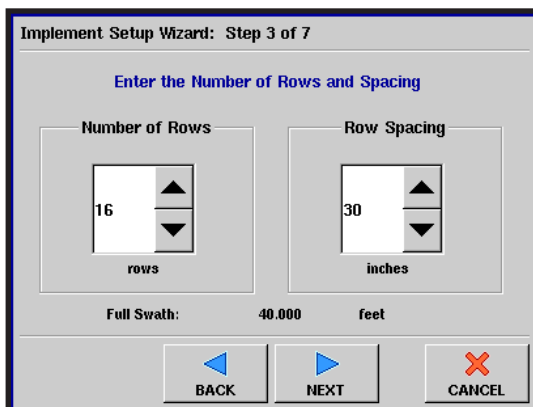 Implement Setup Wizard: Step 3 of 7
Enter the Number of Rows and Spacing
Number of Rows
Row Spacing
16
30
rows
inches
Full Swath: 40.000 feet
BACK
NEXT
CANCEL